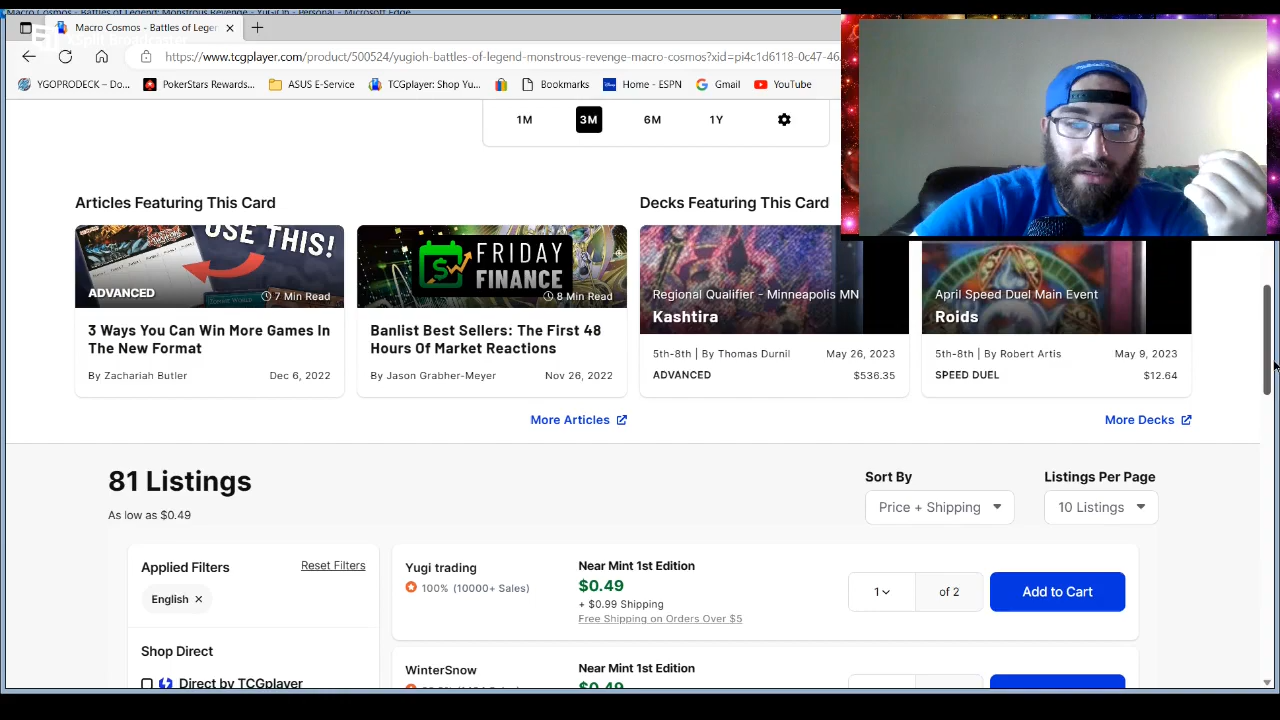 Macro Cosmos - Battles of Legend: Monstrous Revenge - YuGiOh - Personal - Microsoft Edge
Macro Cosmos - Battles of Leger
https://www.tcgplayer.com/product/500524/yugioh-battles-of-legend-monstrous-revenge-macro-cosmos?xid=pi4c1d6118-0c47-46
YGOPRODECK – Do... PokerStars Rewards... ASUS E-Service TCGplayer: Shop Yu... Bookmarks Home - ESPN Gmail YouTube
1M 3M 6M 1Y
Articles Featuring This Card
Decks Featuring This Card
USE THIS!
ADVANCED
7 Min Read
FRIDAY
FINANCE
8 Min Read
Regional Qualifier - Minneapolis MN
Kashtira
April Speed Duel Main Event
Roids
3 Ways You Can Win More Games In
The New Format
By Zachariah Butler Dec 6, 2022
Banlist Best Sellers: The First 48
Hours Of Market Reactions
By Jason Grabher-Meyer Nov 26, 2022
5th-8th | By Thomas Durnil May 26, 2023
ADVANCED $536.35
5th-8th | By Robert Artis May 9, 2023
SPEED DUEL $12.64
More Articles
More Decks
81 Listings
As low as $0.49
Sort By
Price + Shipping
Listings Per Page
10 Listings
Applied Filters Reset Filters
English
Shop Direct
Direct by TCGplayer
Yugi trading
100% (10000+ Sales)
Near Mint 1st Edition
$0.49
+ $0.99 Shipping
Free Shipping on Orders Over $5
1 of 2 Add to Cart
WinterSnow
Near Mint 1st Edition
$0.49